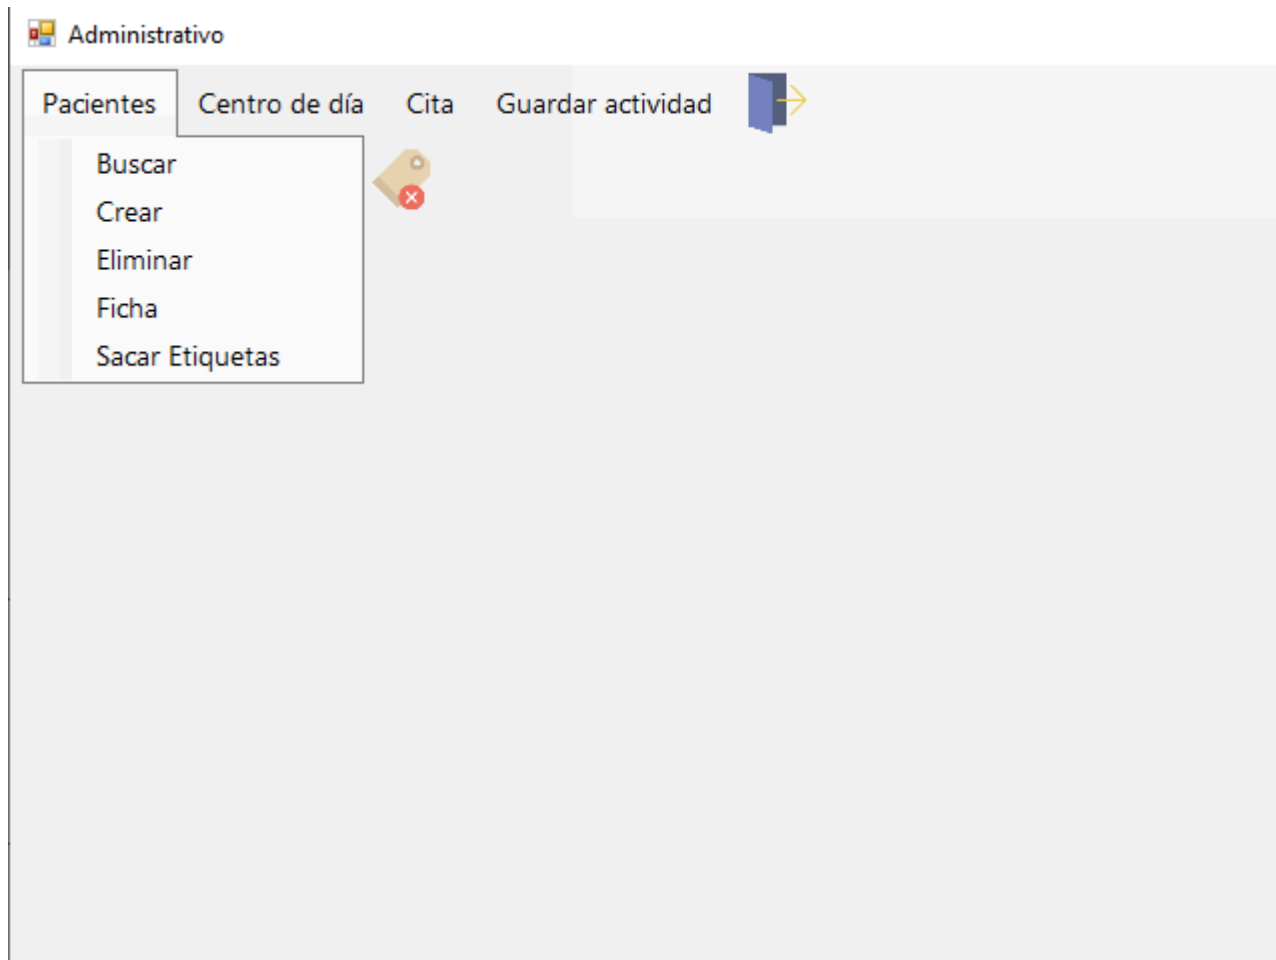 Administrativo
Pacientes Centro de día Cita Guardar actividad
Buscar
Crear
Eliminar
Ficha
Sacar Etiquetas